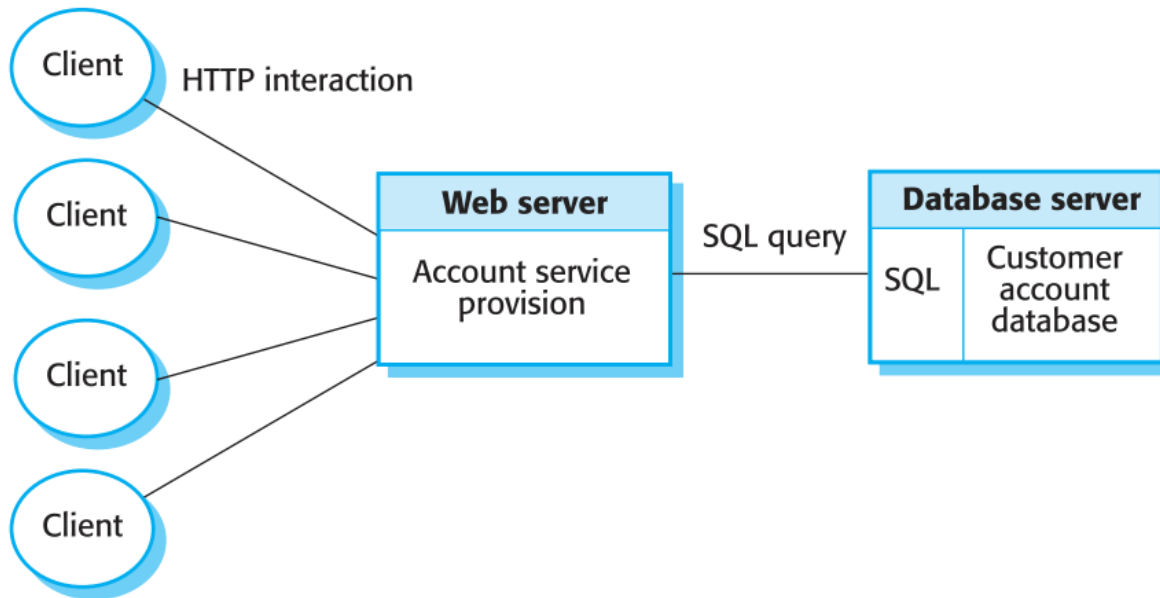 Client
HTTP interaction
Client
Client
Client
Web server
Account service
provision
SQL query
Database server
SQL
Customer
account
database